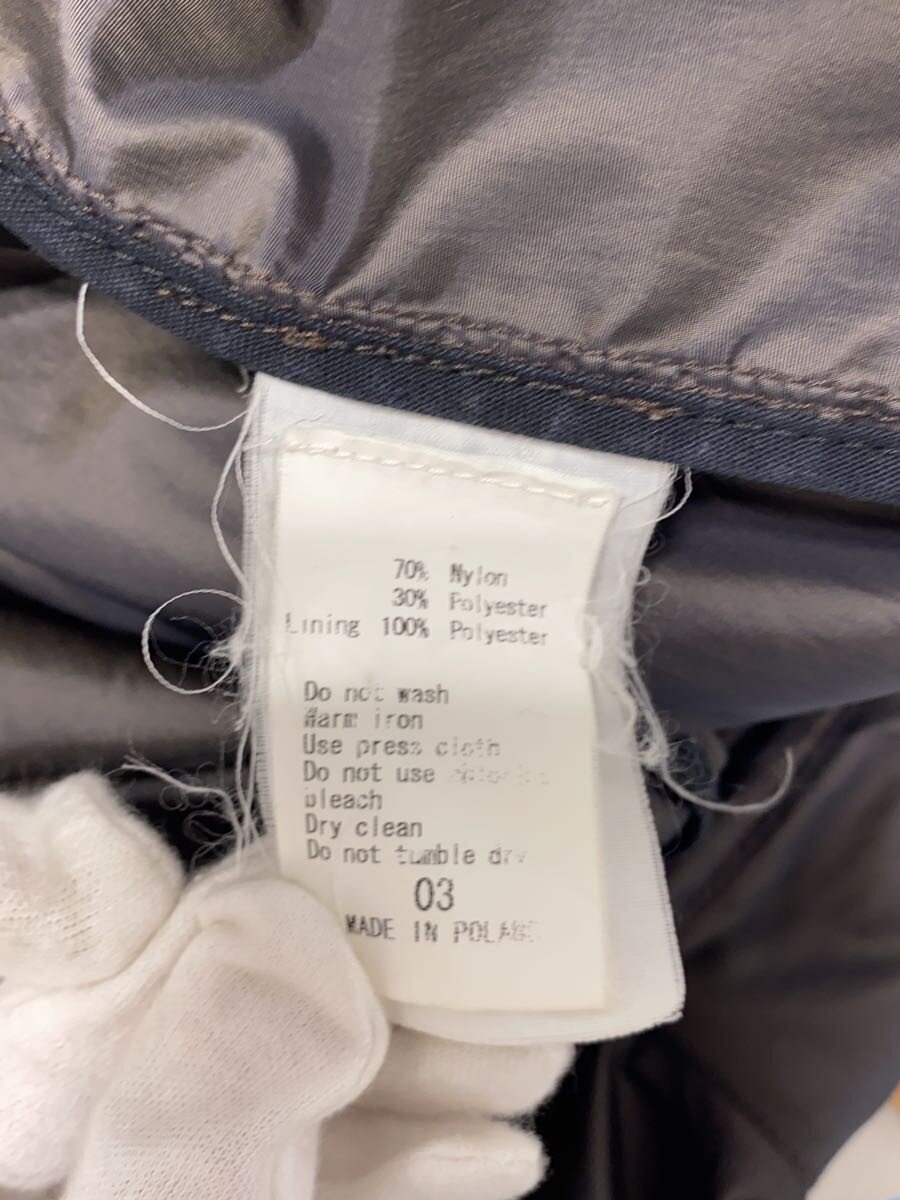 70% Nylon
30% Polyester
Lining 100% Polyester
Do not wash
Warm iron
Use press cloth
Do not use
bleach
Dry clean
Do not tumble dry
03
MADE IN POLAND